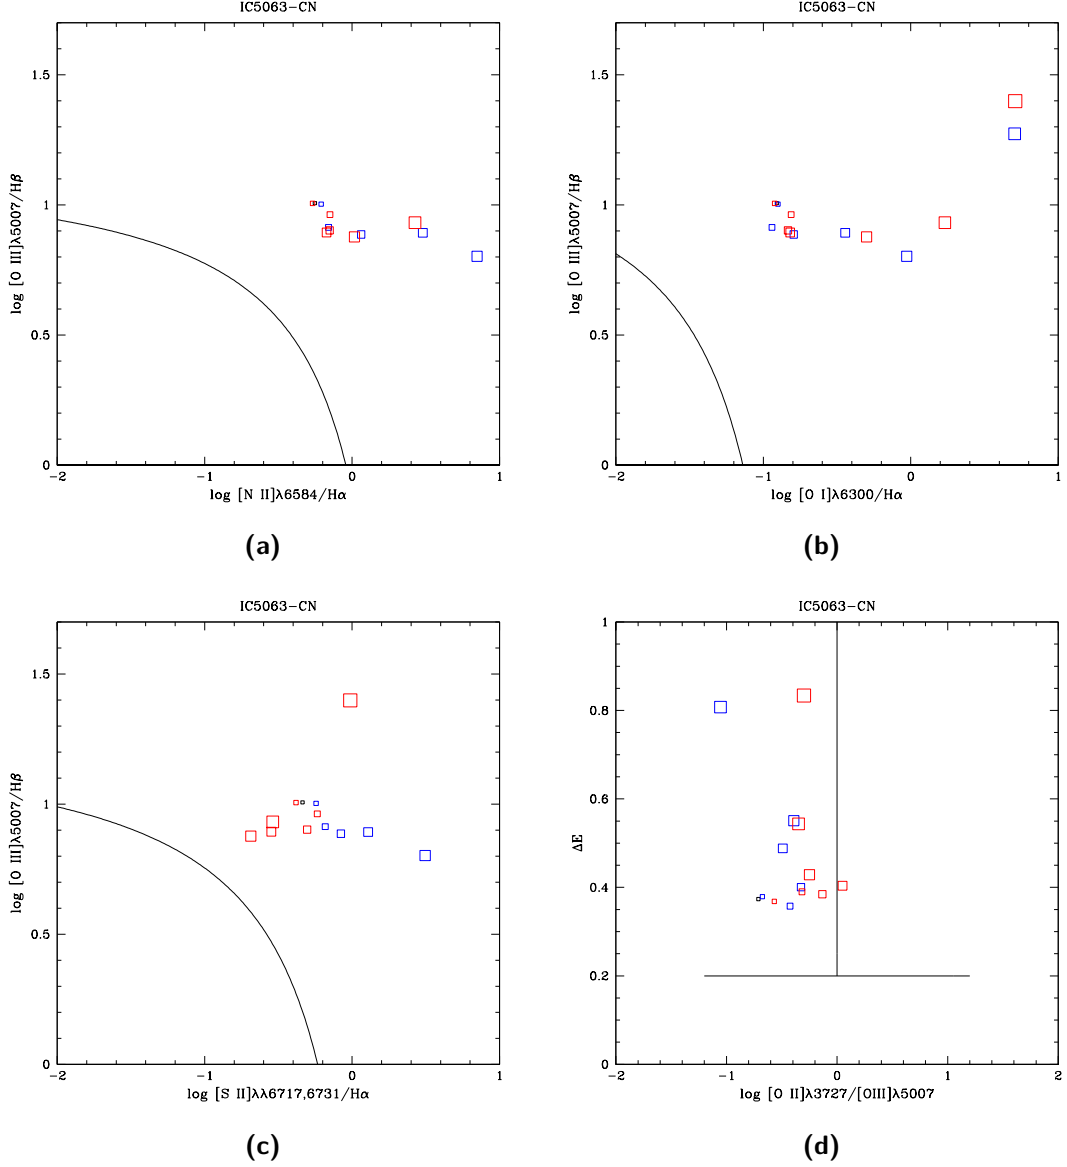 IC5063-CN
IC5063-CN
1.5
1
0.5
0
log [O III]λ5007/Hβ
-2
-1
0
1
log [N II]λ6584/Hα
1.5
1
0.5
0
log [O III]λ5007/Hβ
-2
-1
0
1
log [O I]λ6300/Hα
(a)
(b)
IC5063-CN
IC5063-CN
1.5
1
0.5
0
log [O III]λ5007/Hβ
-2
-1
0
1
log [S II]λλ6717,6731/Hα
1
0.8
0.6
0.4
0.2
0
ΔE
-2
-1
0
1
2
log [O II]λ3727/[OIII]λ5007
(c)
(d)